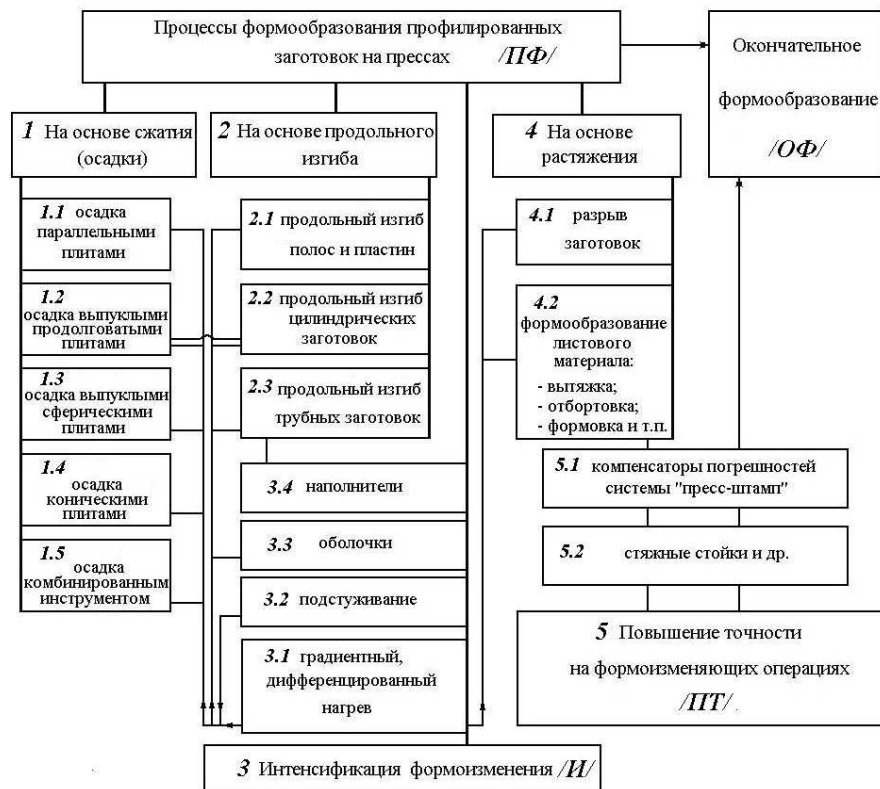 Процессы формообразования профилированных
заготовок на прессах /ПФ/
Окончательное
формообразование
/ОФ/
1 На основе сжатия
(осадки)
2 На основе продольного
изгиба
4 На основе
растяжения
1.1 осадка
параллельными
плитами
1.2
осадка выпуклыми
продолговатыми
плитами
1.3
осадка выпуклыми
сферическими
плитами
1.4
осадка
коническими
плитами
1.5
осадка
комбинированным
инструментом
2.1 продольный изгиб
полос и пластин
2.2 продольный изгиб
цилиндрических
заготовок
2.3 продольный изгиб
трубных заготовок
3.4 наполнители
3.3 оболочки
3.2 подстуживание
3.1 градиентный,
дифференцированный
нагрев
4.1 разрыв
заготовок
4.2
формообразование
листового
материала:
- вытяжка;
- отбортовка;
- формовка и т.п.
5.1 компенсаторы погрешностей
системы "пресс-штамп"
5.2 стяжные стойки и др.
5 Повышение точности
на формоизменяющих операциях
/ПТ/
3 Интенсификация формоизменения /И/